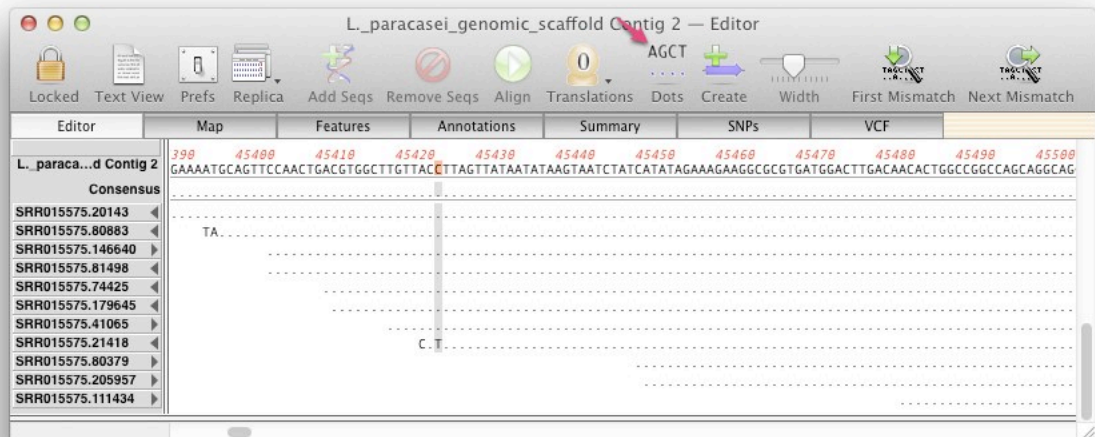 L._paracasei_genomic_scaffold Contig 2 — Editor
0 AGCT
Locked Text View Prefs Replica Add Seqs Remove Seqs Align Translations Dots Create Width First Mismatch Next Mismatch
Editor Map Features Annotations Summary SNPs VCF
390 45400 45410 45420 45430 45440 45450 45460 45470 45480 45490 45500
L._paraca...d Contig 2 GAAAATGCAGTTCCAACTGACGTGGCTTGTTACCTTAGTTATAATATAAGTAATCTATCATATAGAAAGAAGGCGCGTGATGGACTTGACAACACTGGCCGGCCAGCAGGCAG
Consensus
SRR015575.20143
SRR015575.80883 TA
SRR015575.146640
SRR015575.81498
SRR015575.74425
SRR015575.179645
SRR015575.41065
SRR015575.21418 C.T
SRR015575.80379
SRR015575.205957
SRR015575.111434